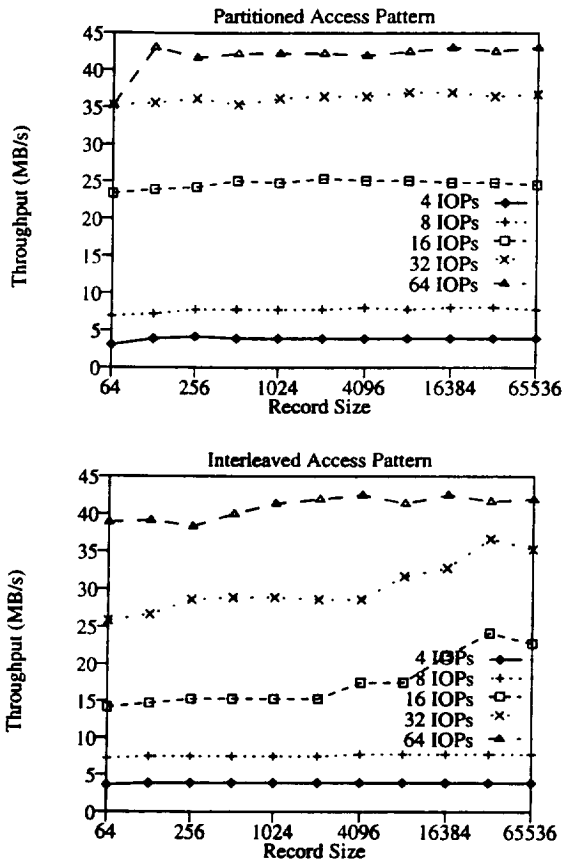 Partitioned Access Pattern
45
40
35
30
25
20
15
10
5
0
Throughput (MB/s)
4 IOPs
8 IOPs
16 IOPs
32 IOPs
64 IOPs
64 256 1024 4096 16384 65536
Record Size
Interleaved Access Pattern
45
40
35
30
25
20
15
10
5
0
Throughput (MB/s)
4 IOPs
8 IOPs
16 IOPs
32 IOPs
64 IOPs
64 256 1024 4096 16384 65536
Record Size